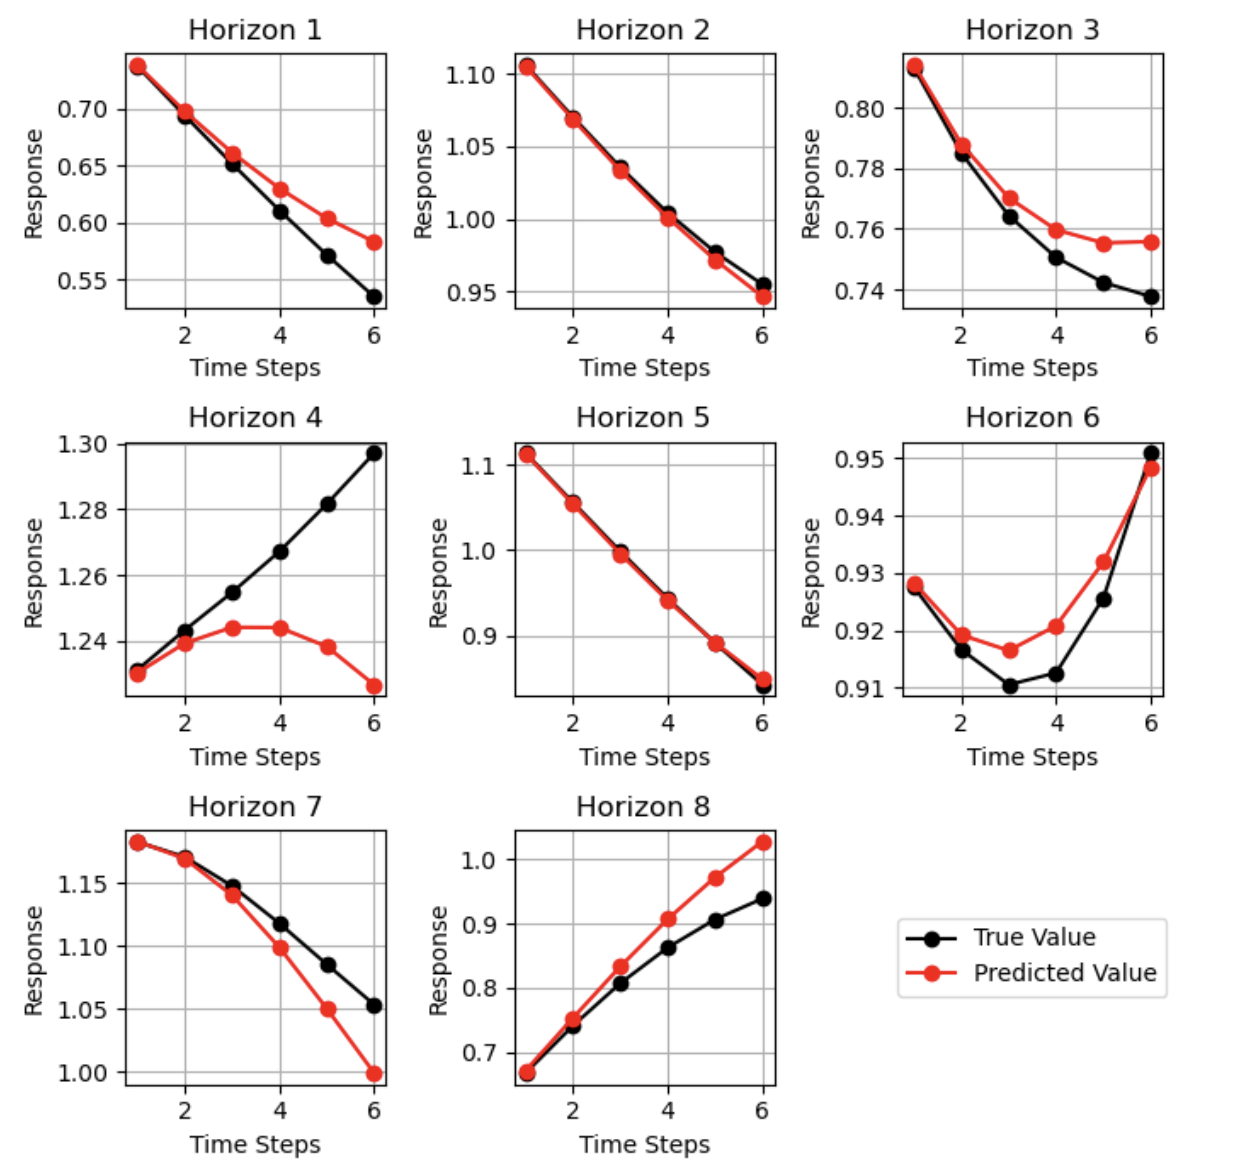 Horizon 1
Response
0.70
0.65
0.60
0.55
2 4 6
Time Steps
Horizon 2
Response
1.10
1.05
1.00
0.95
2 4 6
Time Steps
Horizon 3
Response
0.80
0.78
0.76
0.74
2 4 6
Time Steps
Horizon 4
Response
1.30
1.28
1.26
1.24
2 4 6
Time Steps
Horizon 5
Response
1.1
1.0
0.9
2 4 6
Time Steps
Horizon 6
Response
0.95
0.94
0.93
0.92
0.91
2 4 6
Time Steps
Horizon 7
Response
1.15
1.10
1.05
1.00
2 4 6
Time Steps
Horizon 8
Response
1.0
0.9
0.8
0.7
2 4 6
Time Steps
True Value
Predicted Value